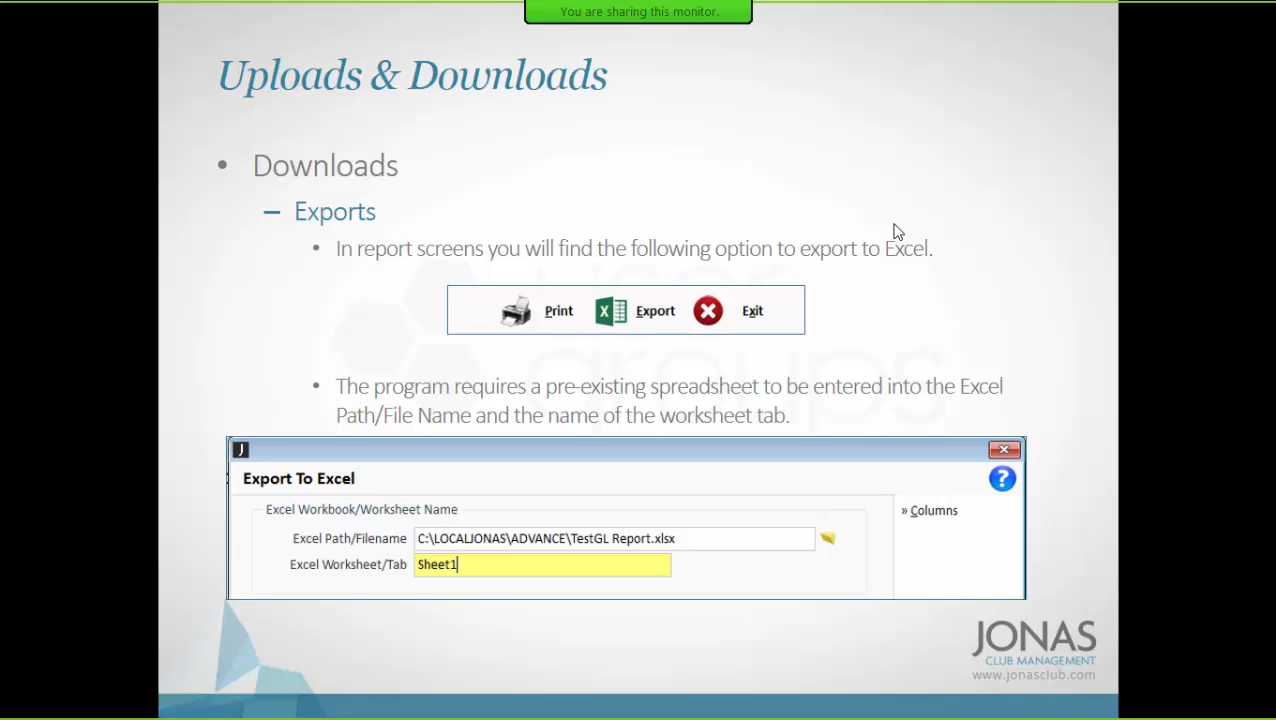 You are sharing this monitor.
Uploads & Downloads
• Downloads
– Exports
• In report screens you will find the following option to export to Excel.
Print Export Exit
• The program requires a pre-existing spreadsheet to be entered into the Excel
Path/File Name and the name of the worksheet tab.
J
Export To Excel
?
Excel Workbook/Worksheet Name
» Columns
Excel Path/Filename C:\LOCALJONAS\ADVANCE\TestGL Report.xlsx
Excel Worksheet/Tab Sheet1
user
groups
JONAS
CLUB MANAGEMENT
www.jonasclub.com